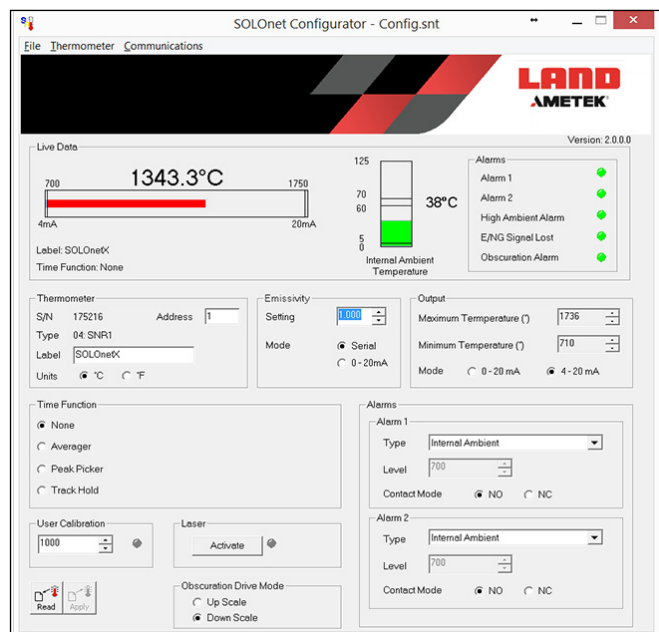 SOLOnet Configurator - Config.snt
File Thermometer Communications
LAND
AMETEK®
Version: 2.0.0.0
Live Data
1343.3°C
700 1750
4mA 20mA
Label: SOLOnetX
Time Function: None
125
70
60
5
0
38°C
Internal Ambient
Temperature
Alarms
Alarm 1
Alarm 2
High Ambient Alarm
E/NG Signal Lost
Obscuration Alarm
Thermometer
S/N 175216 Address 1
Type 04: SNR1
Label SOLOnetX
Units °C °F
Emissivity
Setting 1.000
Mode Serial
0 - 20mA
Output
Maximum Termperature (°) 1736
Minimum Temperature (°) 710
Mode 0 - 20 mA 4 - 20 mA
Time Function
None
Averager
Peak Picker
Track Hold
Alarms
Alarm 1
Type Internal Ambient
Level 700
Contact Mode NO NC
Alarm 2
Type Internal Ambient
Level 700
Contact Mode NO NC
User Calibration
1000
Laser
Activate
Read Apply
Obscuration Drive Mode
Up Scale
Down Scale